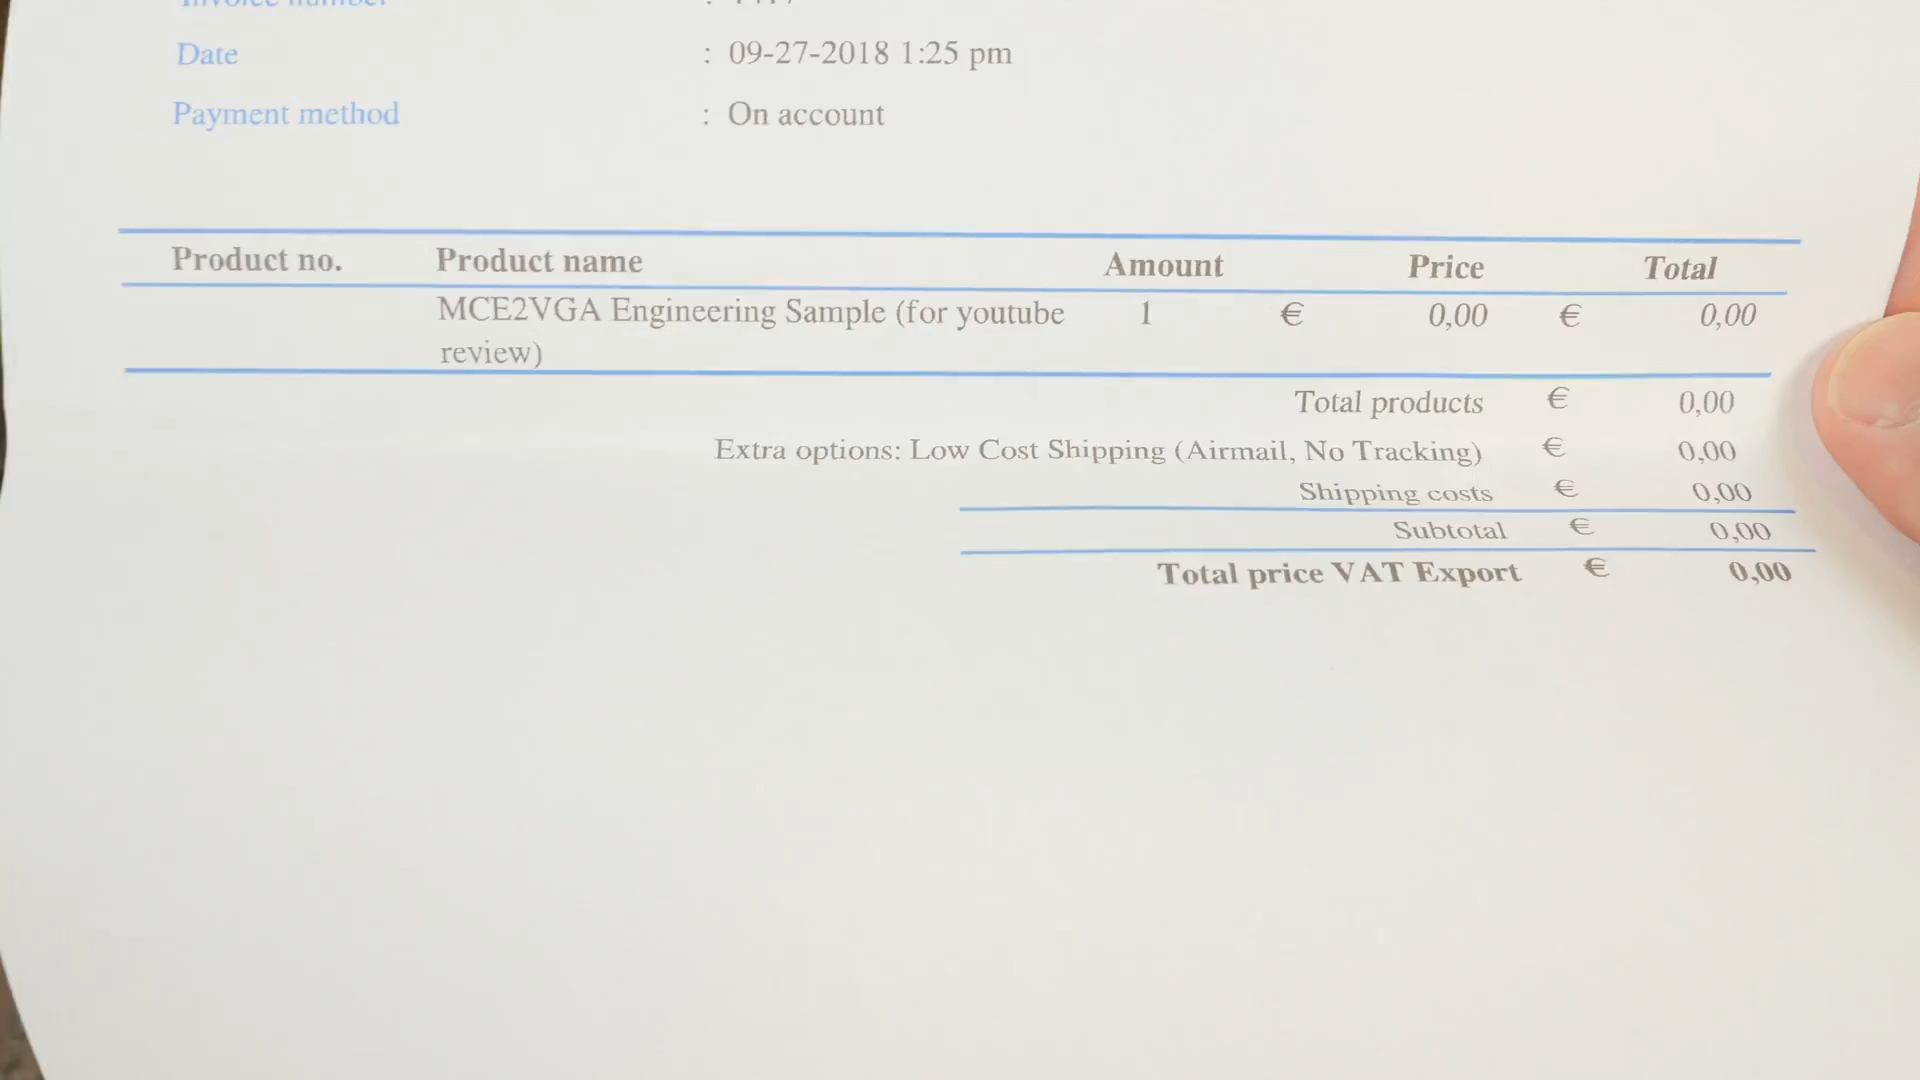 Invoice number :
Date : 09-27-2018 1:25 pm
Payment method : On account
Product no. Product name Amount Price Total
MCE2VGA Engineering Sample (for youtube 1 € 0,00 € 0,00
review)
Total products € 0,00
Extra options: Low Cost Shipping (Airmail, No Tracking) € 0,00
Shipping costs € 0,00
Subtotal € 0,00
Total price VAT Export € 0,00